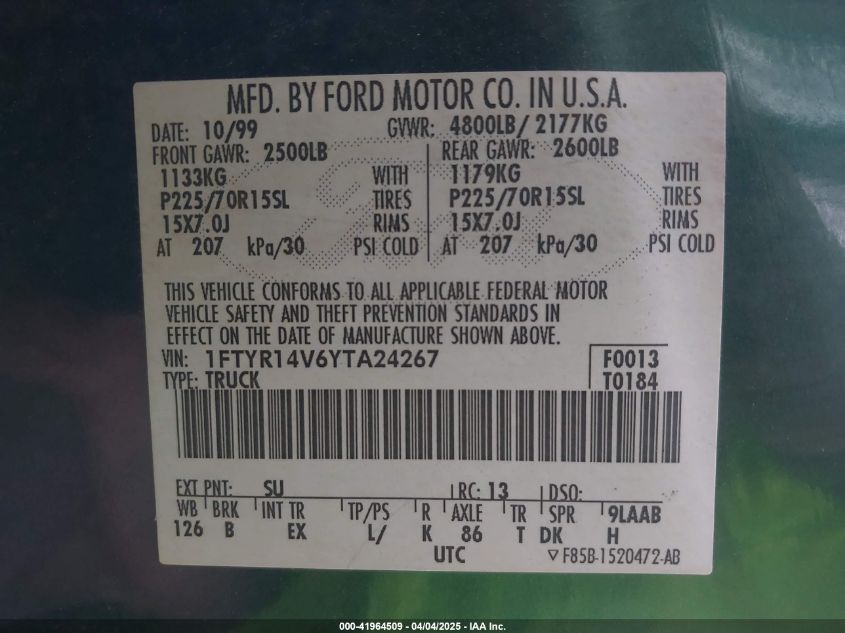 MFD. BY FORD MOTOR CO. IN U.S.A.
DATE: 10/99 GVWR: 4800LB/ 2177KG
FRONT GAWR: 2500LB REAR GAWR: 2600LB
1133KG WITH 1179KG WITH
P225/70R15SL TIRES P225/70R15SL TIRES
15X7.0J RIMS 15X7.0J RIMS
AT 207 kPa/30 PSI COLD AT 207 kPa/30 PSI COLD
THIS VEHICLE CONFORMS TO ALL APPLICABLE FEDERAL MOTOR
VEHICLE SAFETY AND THEFT PREVENTION STANDARDS IN
EFFECT ON THE DATE OF MANUFACTURE SHOWN ABOVE.
VIN: 1FTYR14V6YTA24267 F0013
TYPE: TRUCK T0184
EXT PNT: SU RC: 13 DSO:
WB BRK INT TR TP/PS R AXLE TR SPR 9LAAB
126 B EX L/ K 86 T DK H
UTC F85B-1520472-AB
000-41964509 - 04/04/2025 - IAA Inc.